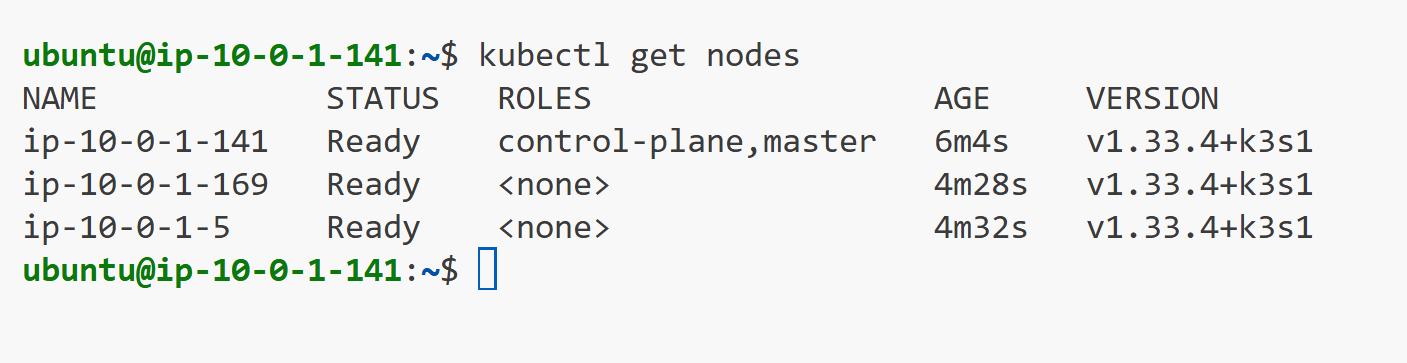 ubuntu@ip-10-0-1-141:~$ kubectl get nodes
NAME            STATUS   ROLES                  AGE     VERSION
ip-10-0-1-141   Ready    control-plane,master   6m4s    v1.33.4+k3s1
ip-10-0-1-169   Ready    <none>                 4m28s   v1.33.4+k3s1
ip-10-0-1-5     Ready    <none>                 4m32s   v1.33.4+k3s1
ubuntu@ip-10-0-1-141:~$